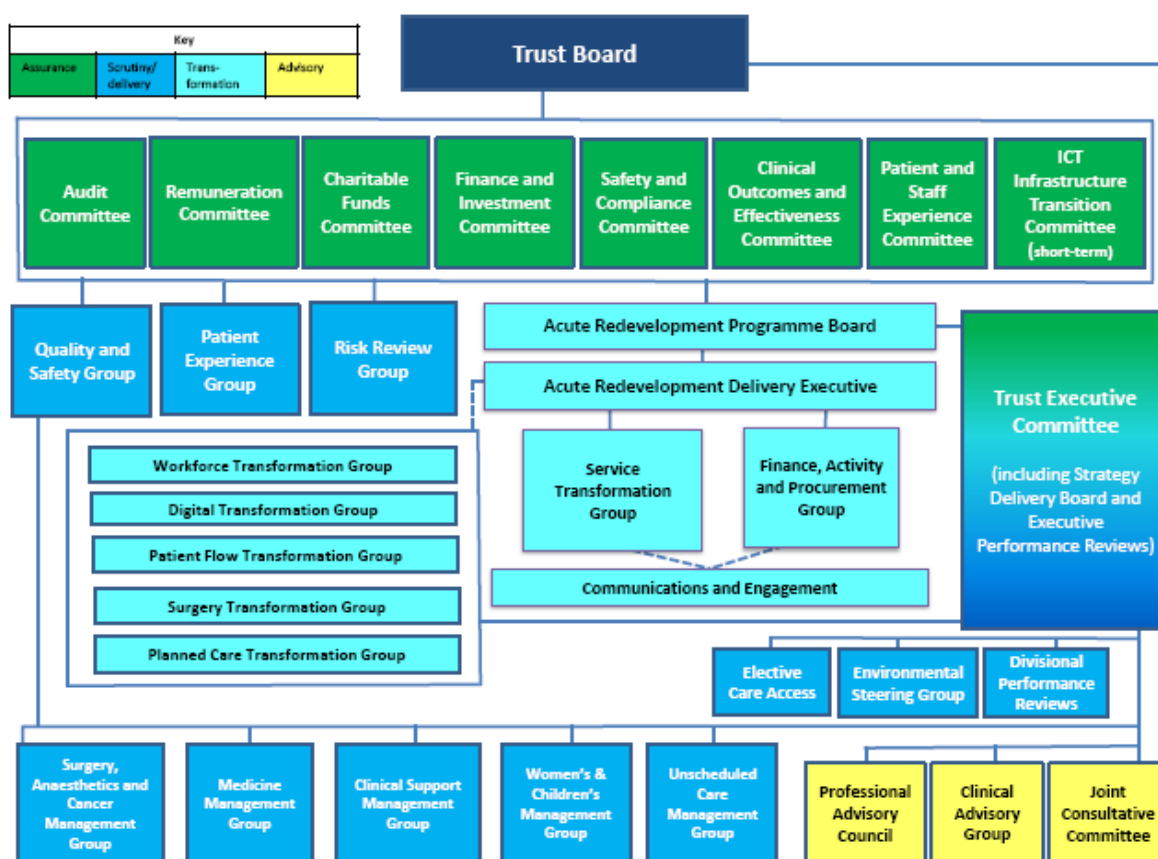 Key
Assurance
Scrutiny/
delivery
Trans-
formation
Advisory
Trust Board
Audit
Committee
Remuneration
Committee
Charitable
Funds
Committee
Finance and
Investment
Committee
Safety and
Compliance
Committee
Clinical
Outcomes and
Effectiveness
Committee
Patient and
Staff
Experience
Committee
ICT
Infrastructure
Transition
Committee
(short-term)
Quality and
Safety Group
Patient
Experience
Group
Risk Review
Group
Acute Redevelopment Programme Board
Acute Redevelopment Delivery Executive
Trust Executive
Committee
(including Strategy
Delivery Board and
Executive
Performance Reviews)
Workforce Transformation Group
Digital Transformation Group
Patient Flow Transformation Group
Surgery Transformation Group
Planned Care Transformation Group
Service
Transformation
Group
Finance, Activity
and Procurement
Group
Communications and Engagement
Elective
Care Access
Environmental
Steering Group
Divisional
Performance
Reviews
Surgery,
Anaesthetics and
Cancer
Management
Group
Medicine
Management
Group
Clinical Support
Management
Group
Women's &
Children's
Management
Group
Unscheduled
Care
Management
Group
Professional
Advisory
Council
Clinical
Advisory
Group
Joint
Consultative
Committee